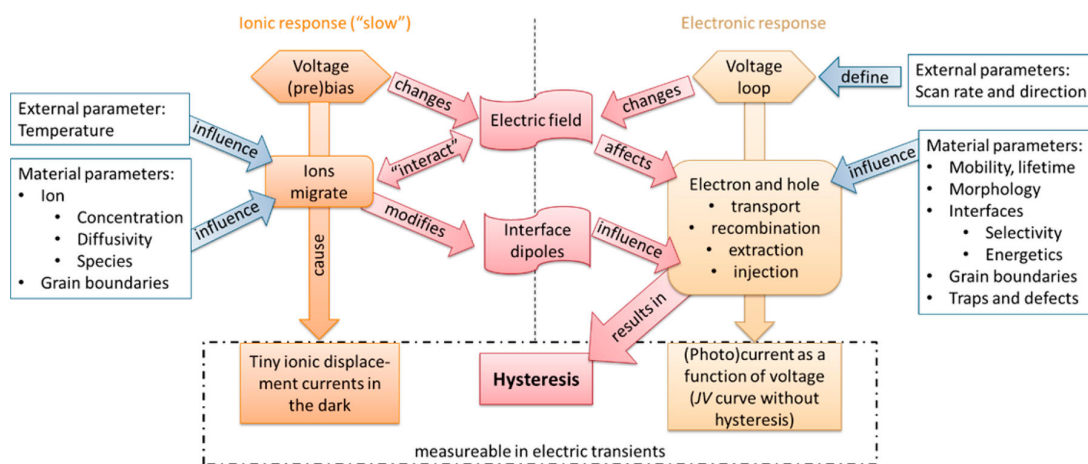 Ionic response (“slow”)
Electronic response
Voltage
(pre)bias
changes
Electric field
changes
Voltage
loop
define
External parameters:
Scan rate and direction
External parameter:
Temperature
influence
Material parameters:
• Ion
• Concentration
• Diffusivity
• Species
• Grain boundaries
influence
Ions
migrate
“interact”
affects
modifies
Interface
dipoles
influence
Electron and hole
• transport
• recombination
• extraction
• injection
influence
Material parameters:
• Mobility, lifetime
• Morphology
• Interfaces
• Selectivity
• Energetics
• Grain boundaries
• Traps and defects
cause
results in
Tiny ionic displace-
ment currents in
the dark
Hysteresis
(Photo)current as a
function of voltage
(JV curve without
hysteresis)
measureable in electric transients